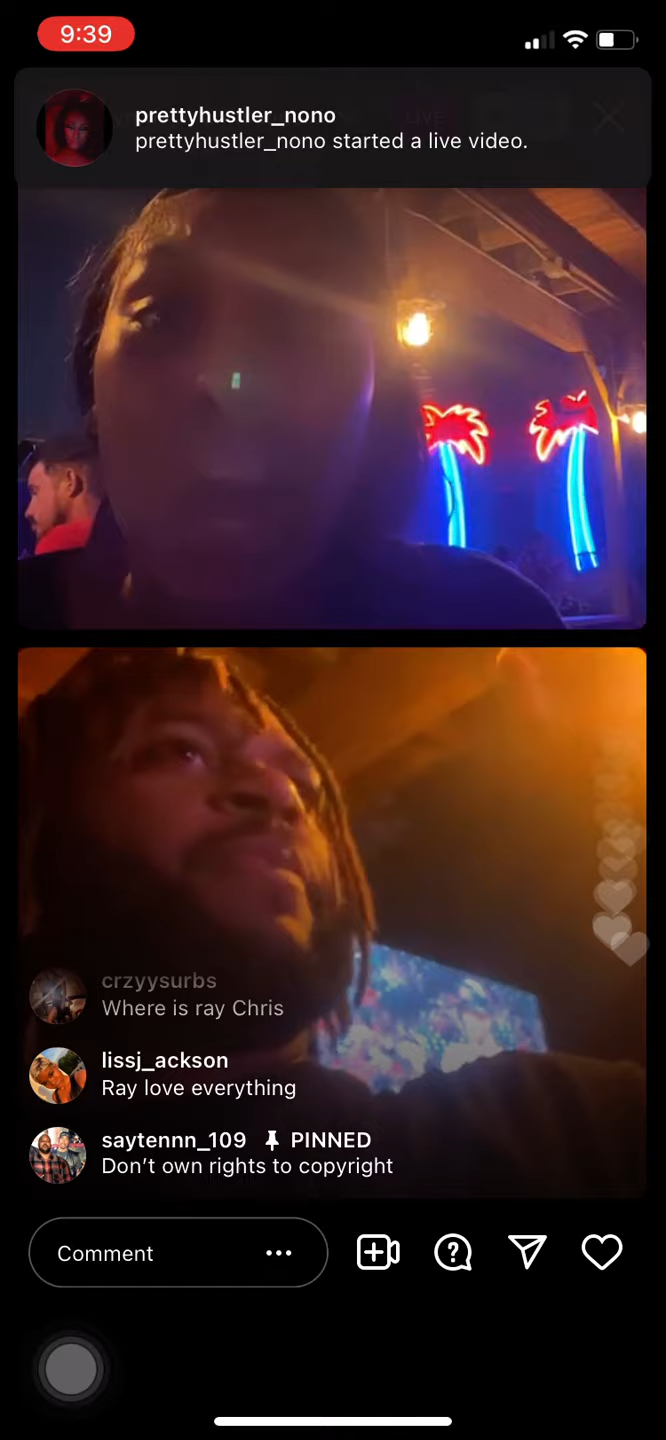 9:39
prettyhustler_nono
prettyhustler_nono started a live video.
LIVE
crzyysurbs
Where is ray Chris
lissj_ackson
Ray love everything
saytennn_109 PINNED
Don’t own rights to copyright
Comment